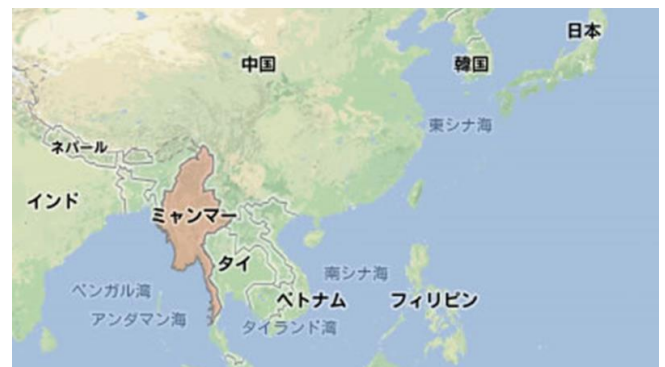 日本
中国
韓国
東シナ海
ネパール
インド
ミャンマー
タイ
南シナ海
ベンガル湾
ベトナム
フィリピン
アンダマン海
タイランド湾